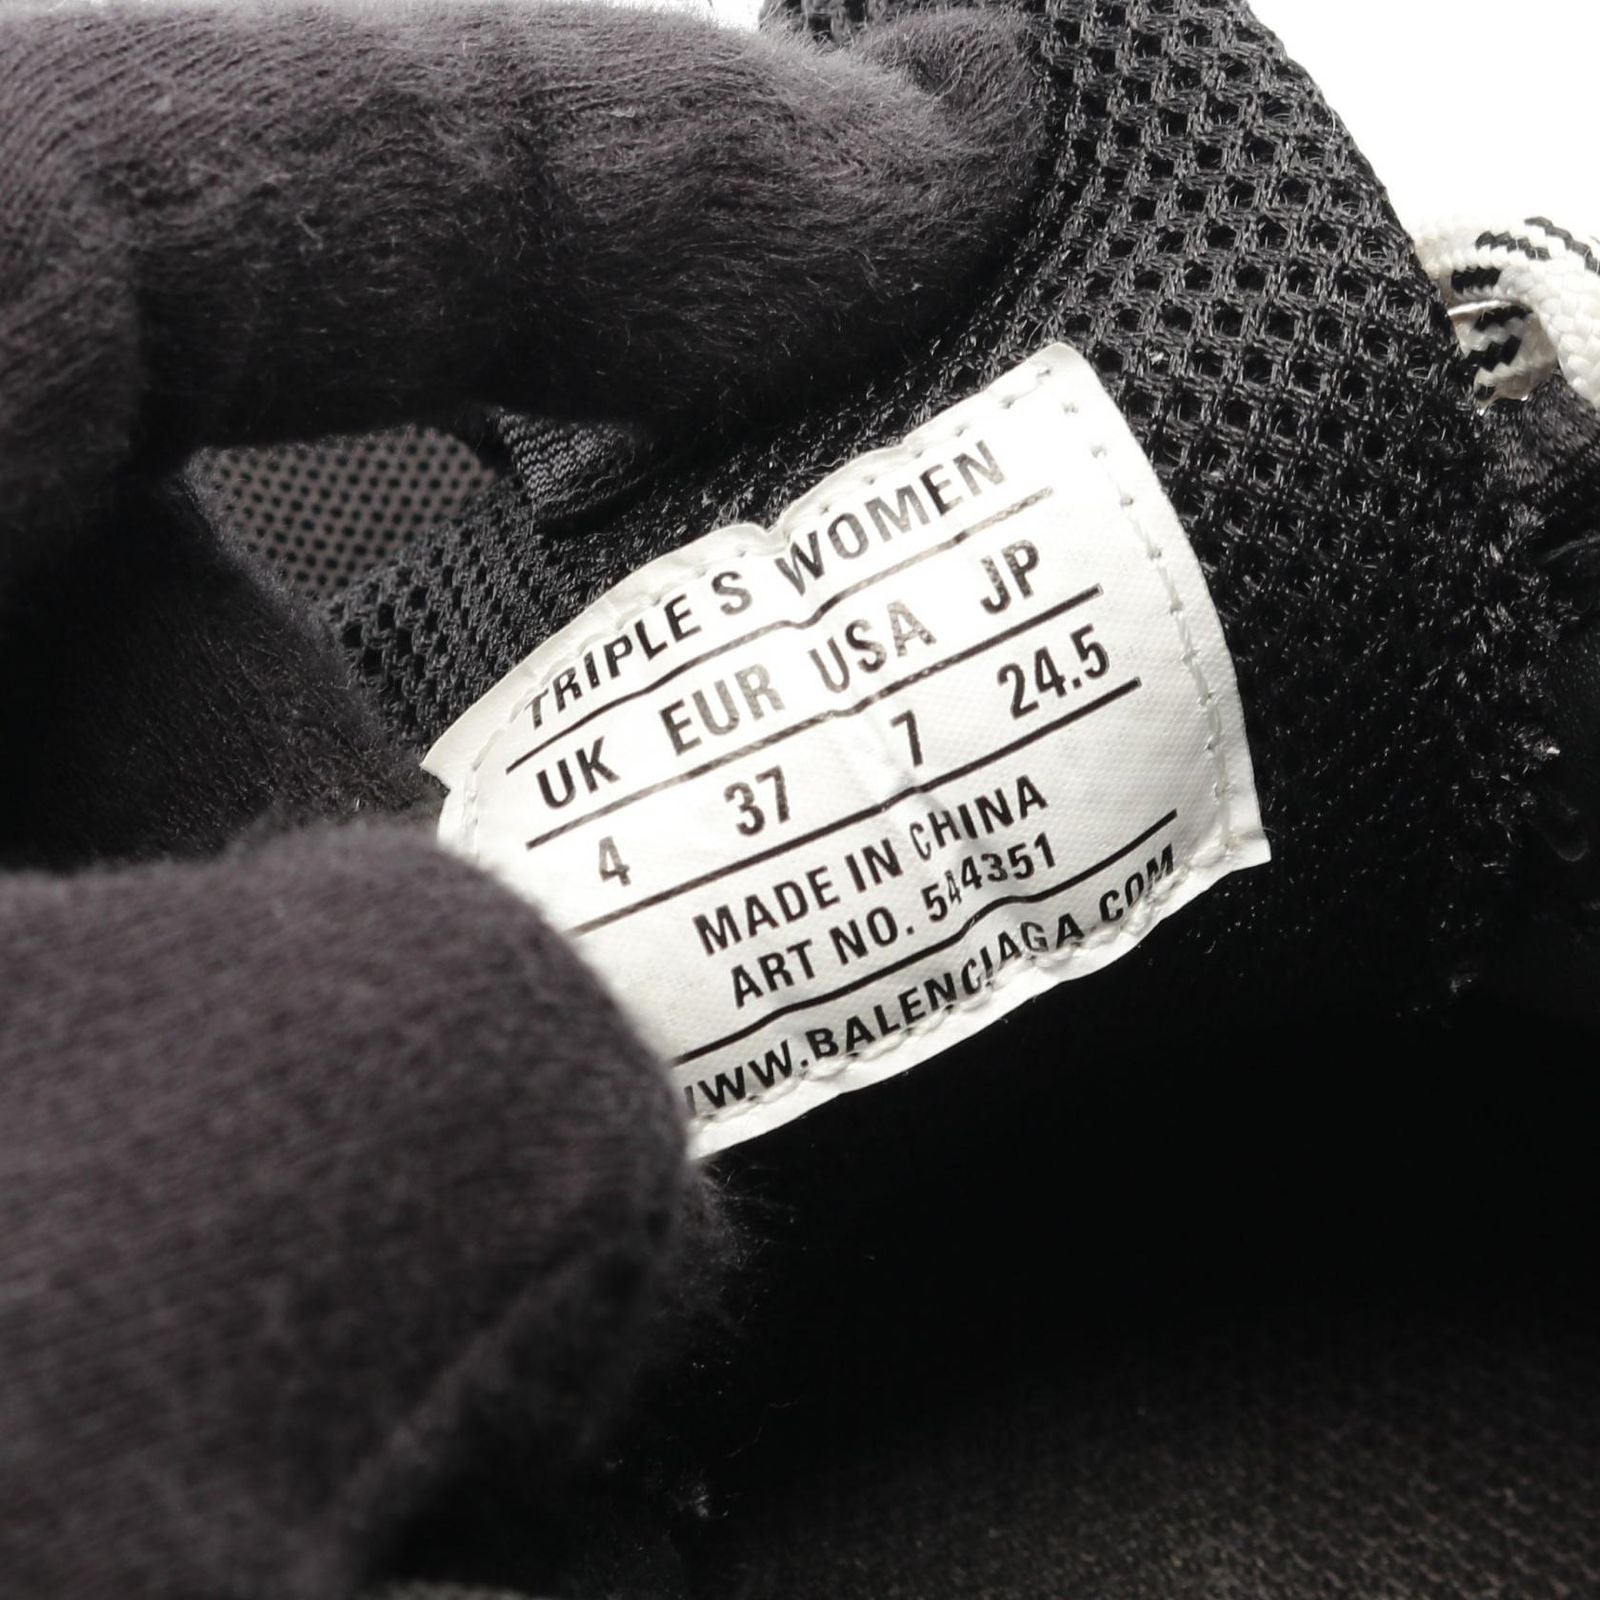 TRIPLE S WOMEN
UK EUR USA JP
4 37 7 24.5
MADE IN CHINA
ART NO. 544351
WWW.BALENCIAGA.COM